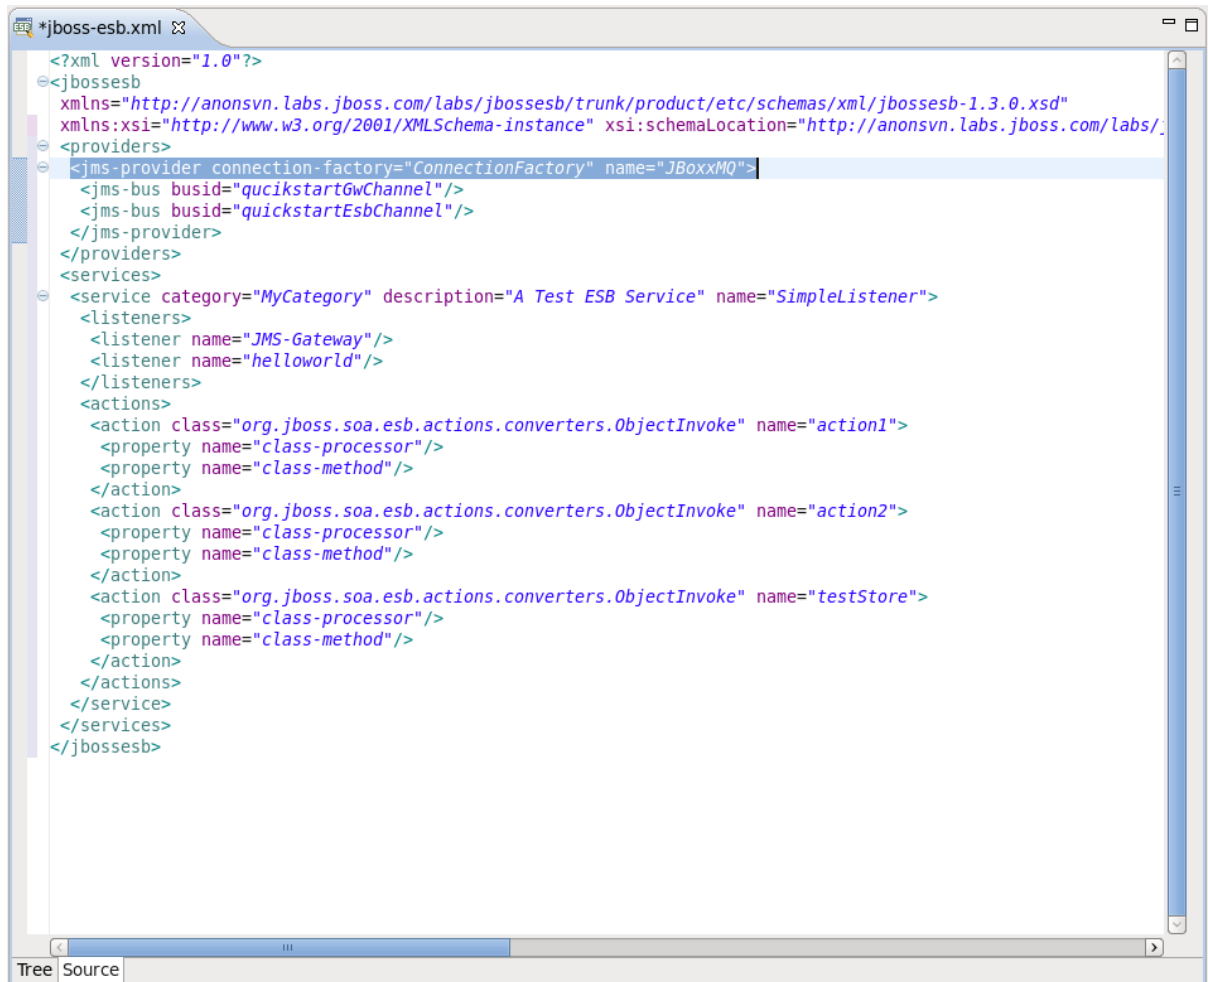 *jboss-esb.xml
<?xml version="1.0"?>
<jbossesb
xmlns="http://anonsvn.labs.jboss.com/labs/jbossesb/trunk/product/etc/schemas/xml/jbossesb-1.3.0.xsd"
xmlns:xsi="http://www.w3.org/2001/XMLSchema-instance" xsi:schemaLocation="http://anonsvn.labs.jboss.com/labs/
<providers>
<jms-provider connection-factory="ConnectionFactory" name="JBoxxMQ">
<jms-bus busid="qucikstartGwChannel"/>
<jms-bus busid="quickstartEsbChannel"/>
</jms-provider>
</providers>
<services>
<service category="MyCategory" description="A Test ESB Service" name="SimpleListener">
<listeners>
<listener name="JMS-Gateway"/>
<listener name="helloworld"/>
</listeners>
<actions>
<action class="org.jboss.soa.esb.actions.converters.ObjectInvoke" name="action1">
<property name="class-processor"/>
<property name="class-method"/>
</action>
<action class="org.jboss.soa.esb.actions.converters.ObjectInvoke" name="action2">
<property name="class-processor"/>
<property name="class-method"/>
</action>
<action class="org.jboss.soa.esb.actions.converters.ObjectInvoke" name="testStore">
<property name="class-processor"/>
<property name="class-method"/>
</action>
</actions>
</service>
</services>
</jbossesb>
Tree Source